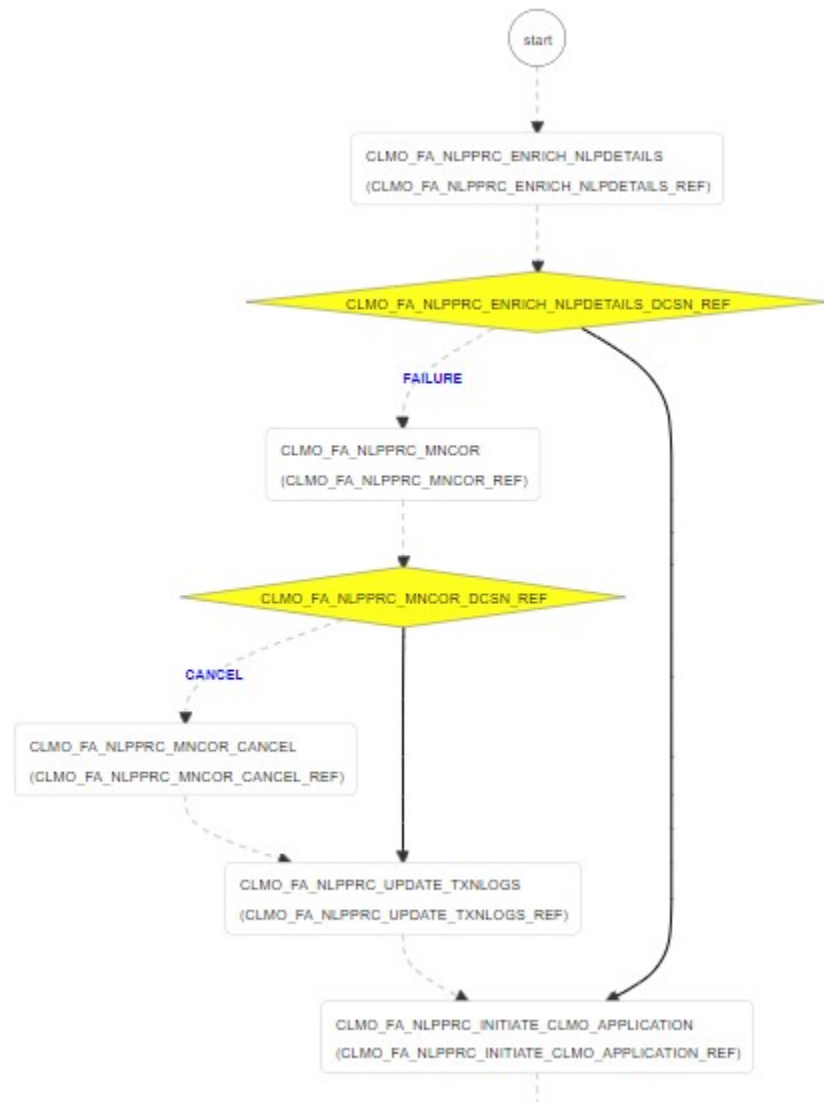 start
CLMO_FA_NLPPRC_ENRICH_NLPDETAILS
(CLMO_FA_NLPPRC_ENRICH_NLPDETAILS_REF)
CLMO_FA_NLPPRC_ENRICH_NLPDETAILS_DCSN_REF
FAILURE
CLMO_FA_NLPPRC_MNCOR
(CLMO_FA_NLPPRC_MNCOR_REF)
CLMO_FA_NLPPRC_MNCOR_DCSN_REF
CANCEL
CLMO_FA_NLPPRC_MNCOR_CANCEL
(CLMO_FA_NLPPRC_MNCOR_CANCEL_REF)
CLMO_FA_NLPPRC_UPDATE_TXNLOGS
(CLMO_FA_NLPPRC_UPDATE_TXNLOGS_REF)
CLMO_FA_NLPPRC_INITIATE_CLMO_APPLICATION
(CLMO_FA_NLPPRC_INITIATE_CLMO_APPLICATION_REF)